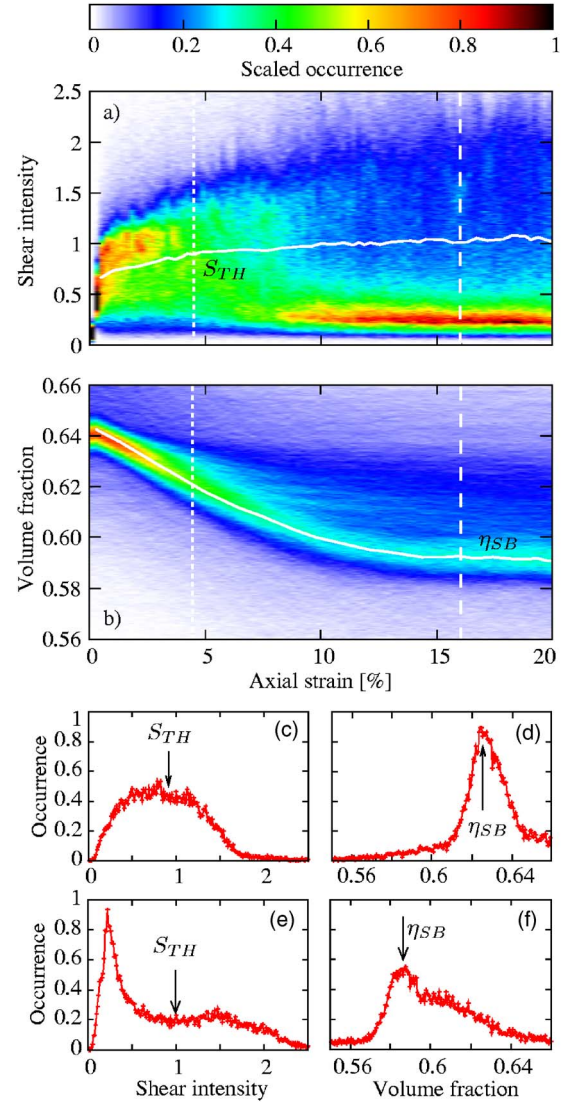 0 0.2 0.4 0.6 0.8 1
Scaled occurrence
2.5
a)
2
1.5
1
0.5
0
Shear intensity
S_TH
0.66
0.64
0.62
0.60
0.58
0.56
Volume fraction
η_SB
b)
0 5 10 15 20
Axial strain [%]
1
0.8
0.6
0.4
0.2
0
Occurrence
S_TH
(c)
0 1 2
(d)
η_SB
0.56 0.6 0.64
1
0.8
0.6
0.4
0.2
0
Occurrence
S_TH
(e)
0 1 2
Shear intensity
η_SB
(f)
0.56 0.6 0.64
Volume fraction